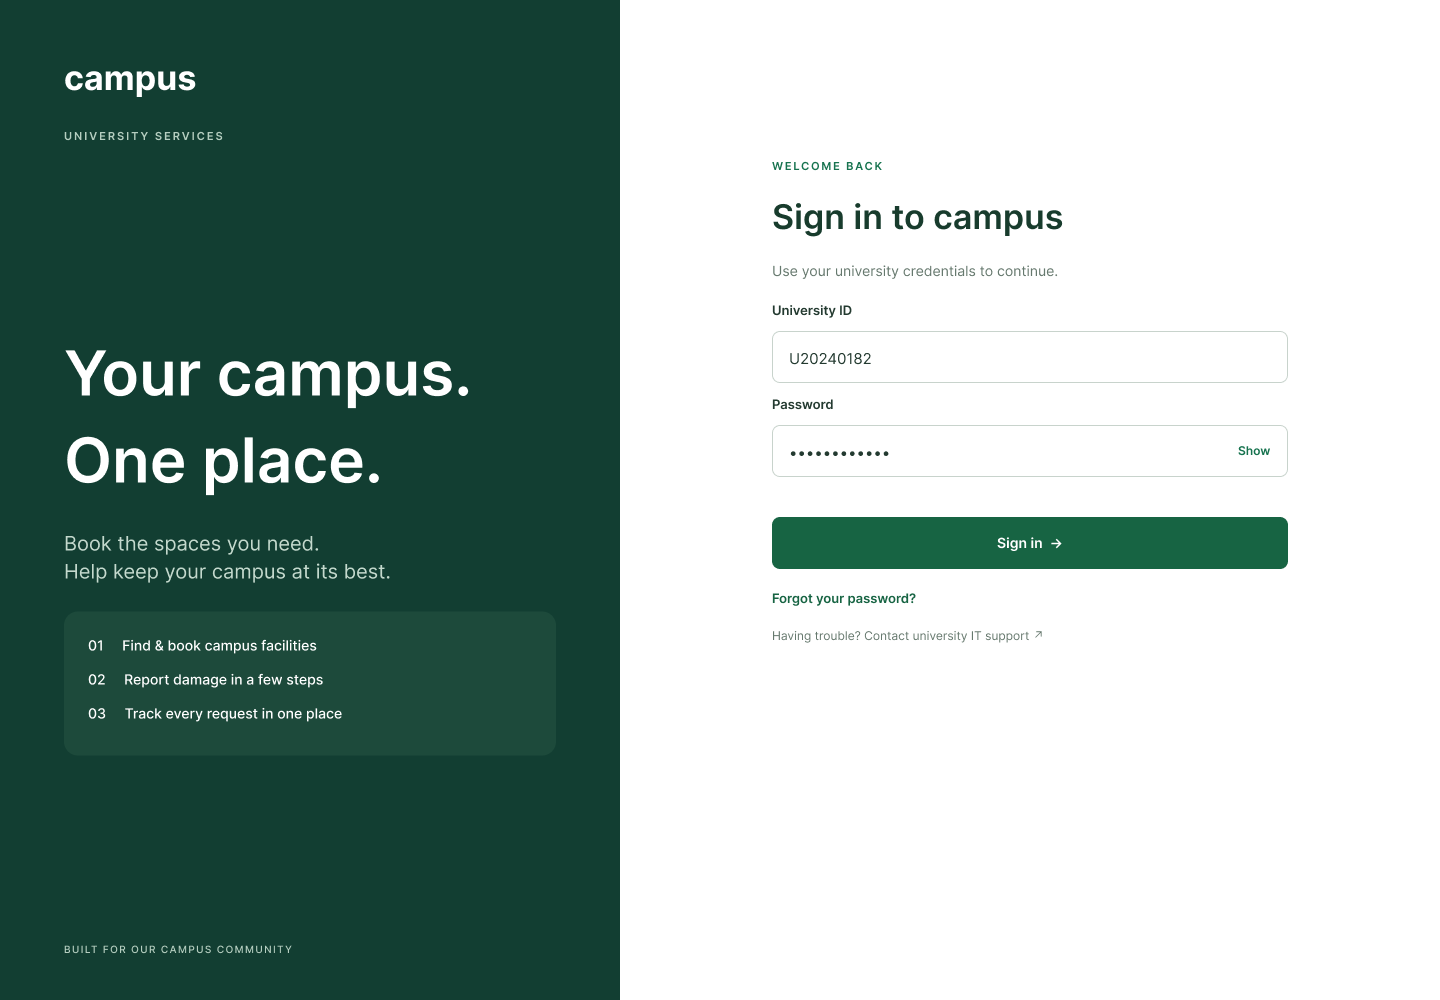 campus
UNIVERSITY SERVICES
Your campus.
One place.
Book the spaces you need.
Help keep your campus at its best.
01 Find & book campus facilities
02 Report damage in a few steps
03 Track every request in one place
BUILT FOR OUR CAMPUS COMMUNITY
WELCOME BACK
Sign in to campus
Use your university credentials to continue.
University ID
U20240182
Password
•••••••••••• Show
Sign in →
Forgot your password?
Having trouble? Contact university IT support ↗